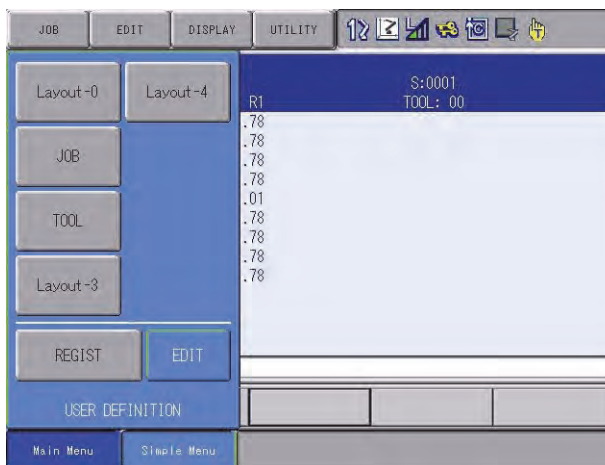 JOB EDIT DISPLAY UTILITY
Layout-0 Layout-4
JOB
TOOL
Layout-3
REGIST EDIT
USER DEFINITION
Main Menu Simple Menu
S:0001
R1 TOOL: 00
.78
.78
.78
.78
.01
.78
.78
.78
.78